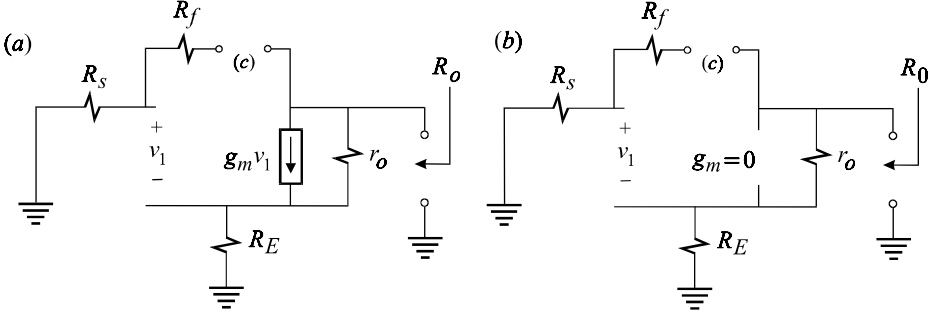 (a)
R_f
(c)
R_s
R_o
+
v_1
−
g_m v_1
r_o
R_E
(b)
R_f
(c)
R_s
R_0
+
v_1
−
g_m = 0
r_o
R_E